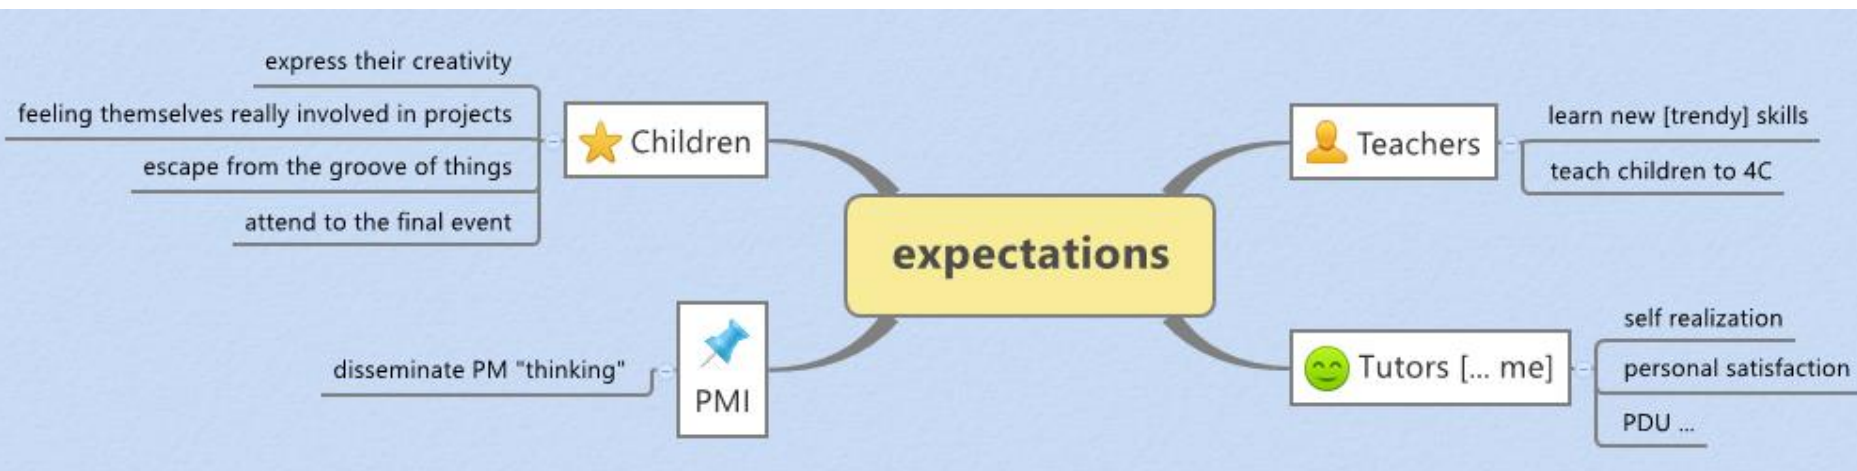 express their creativity
feeling themselves really involved in projects
escape from the groove of things
attend to the final event
Children
Teachers
learn new [trendy] skills
teach children to 4C
expectations
disseminate PM "thinking"
PMI
Tutors [... me]
self realization
personal satisfaction
PDU ...